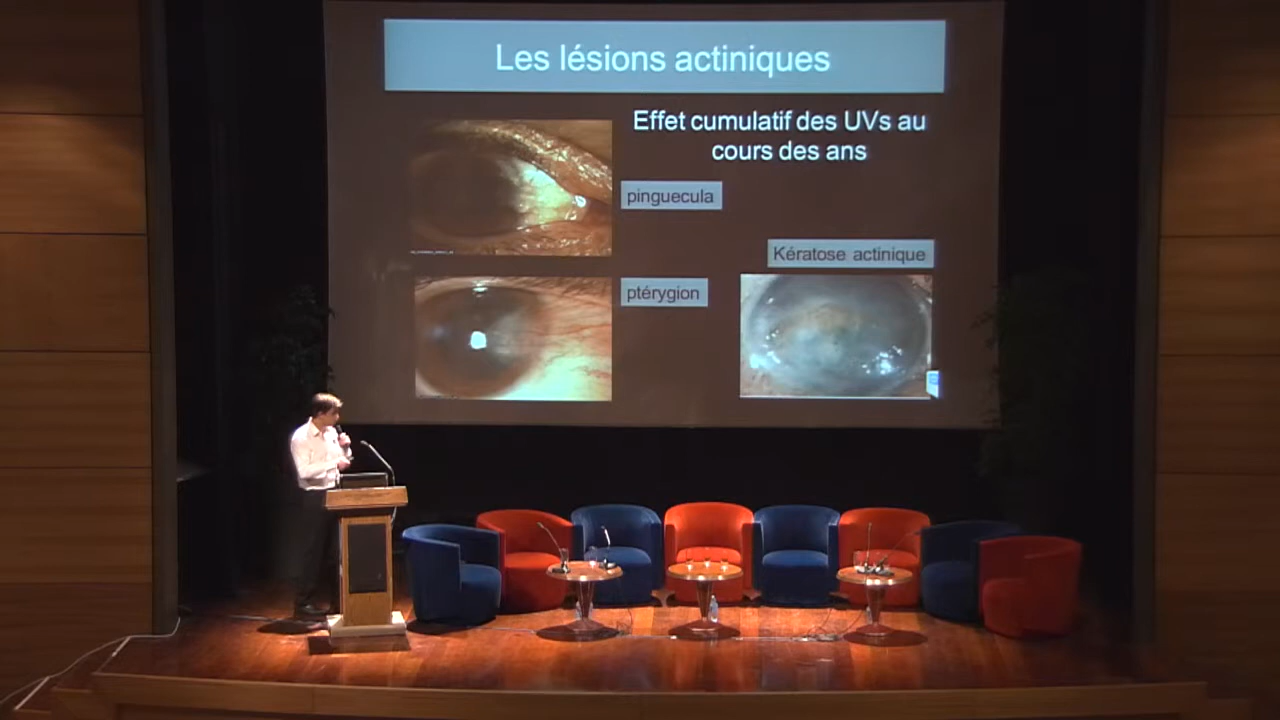 Les lésions actiniques
Effet cumulatif des UVs au
cours des ans
pinguecula
Kératose actinique
ptérygion